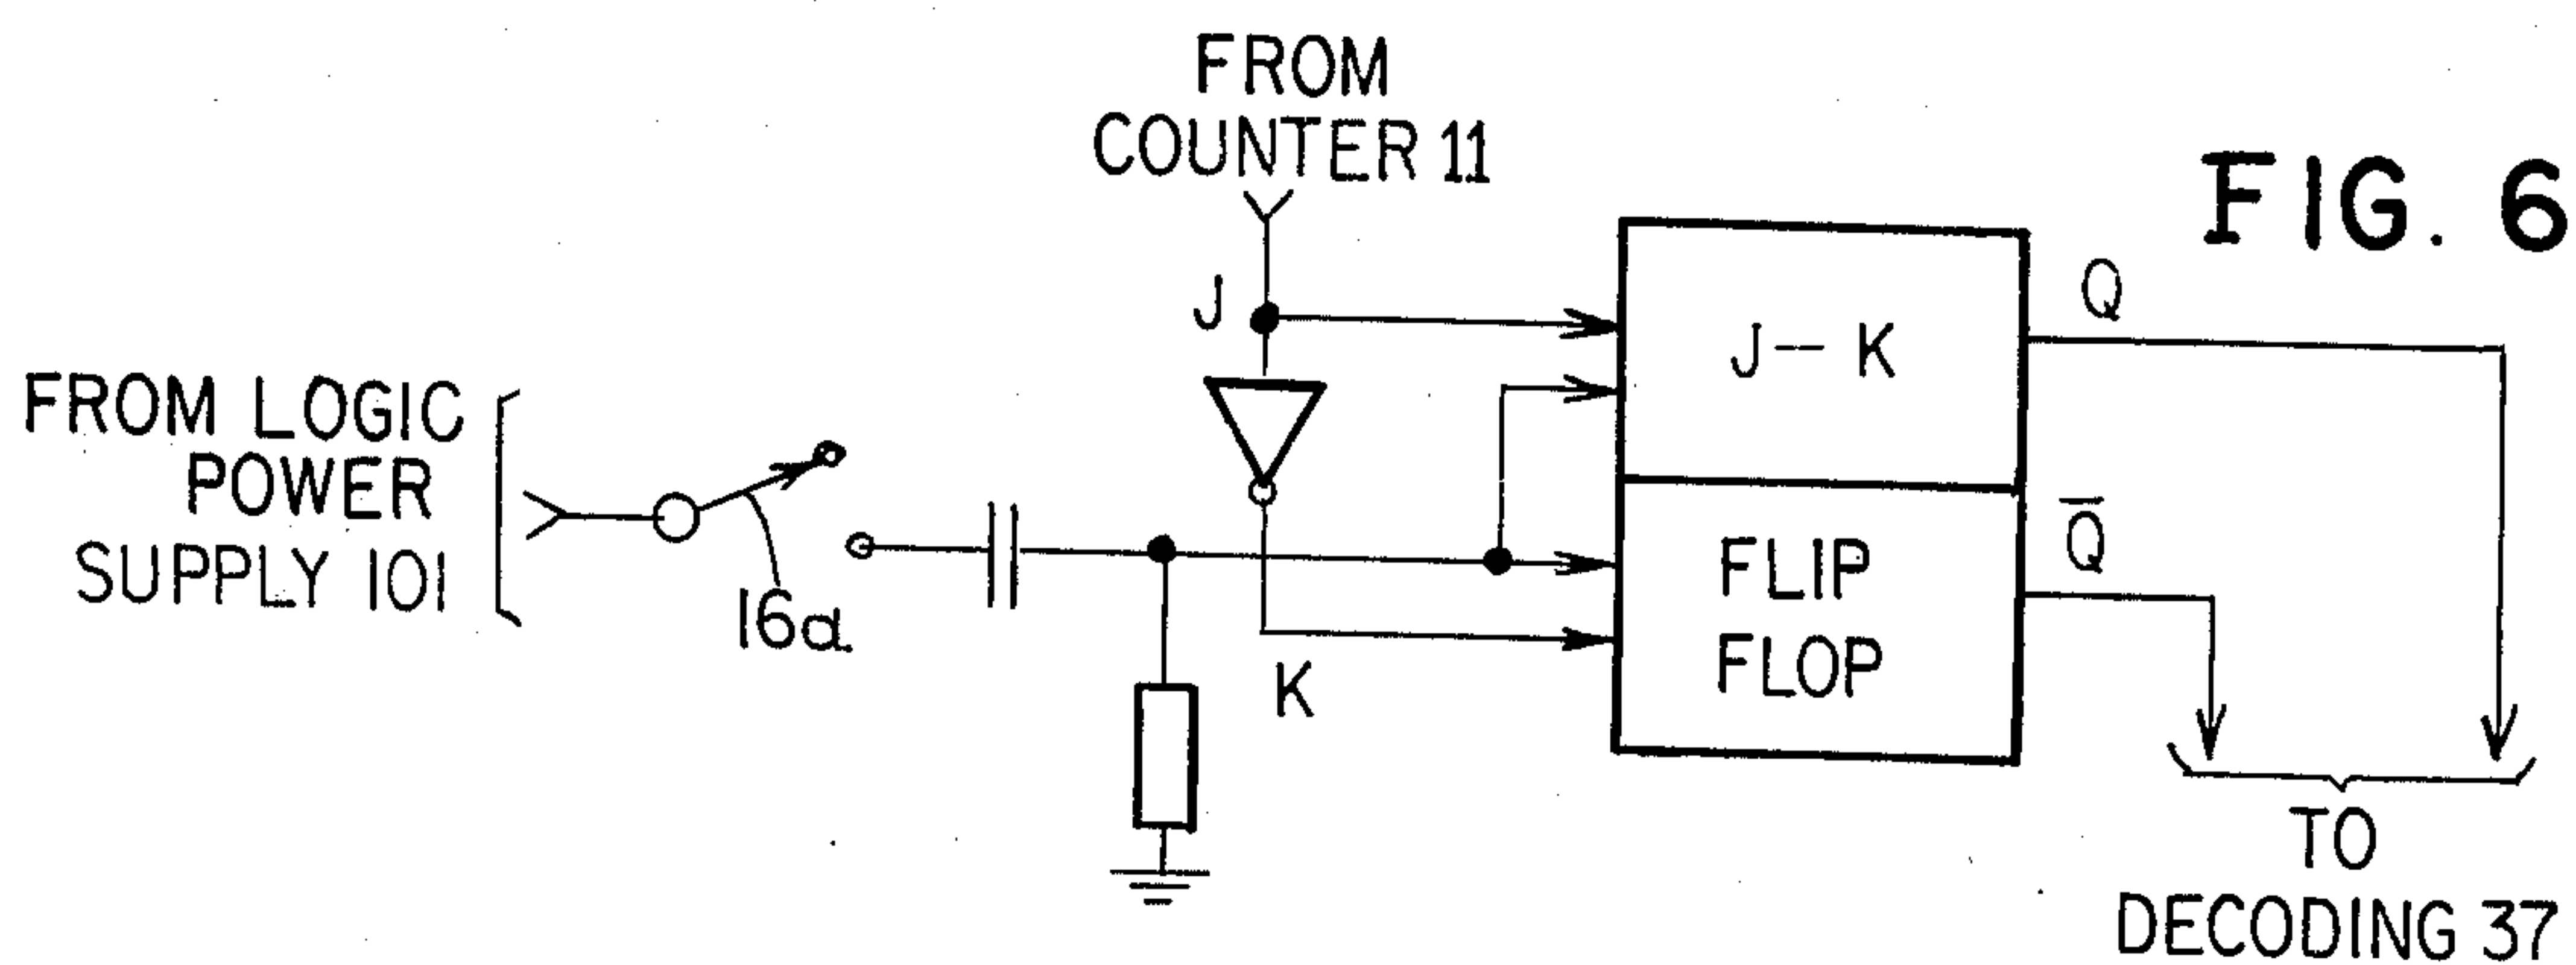 FROM
COUNTER 11
FIG. 6
J
Q
J-K
FROM LOGIC
POWER
SUPPLY 101
Q̅
FLIP
16a
FLOP
K
TO
DECODING 37